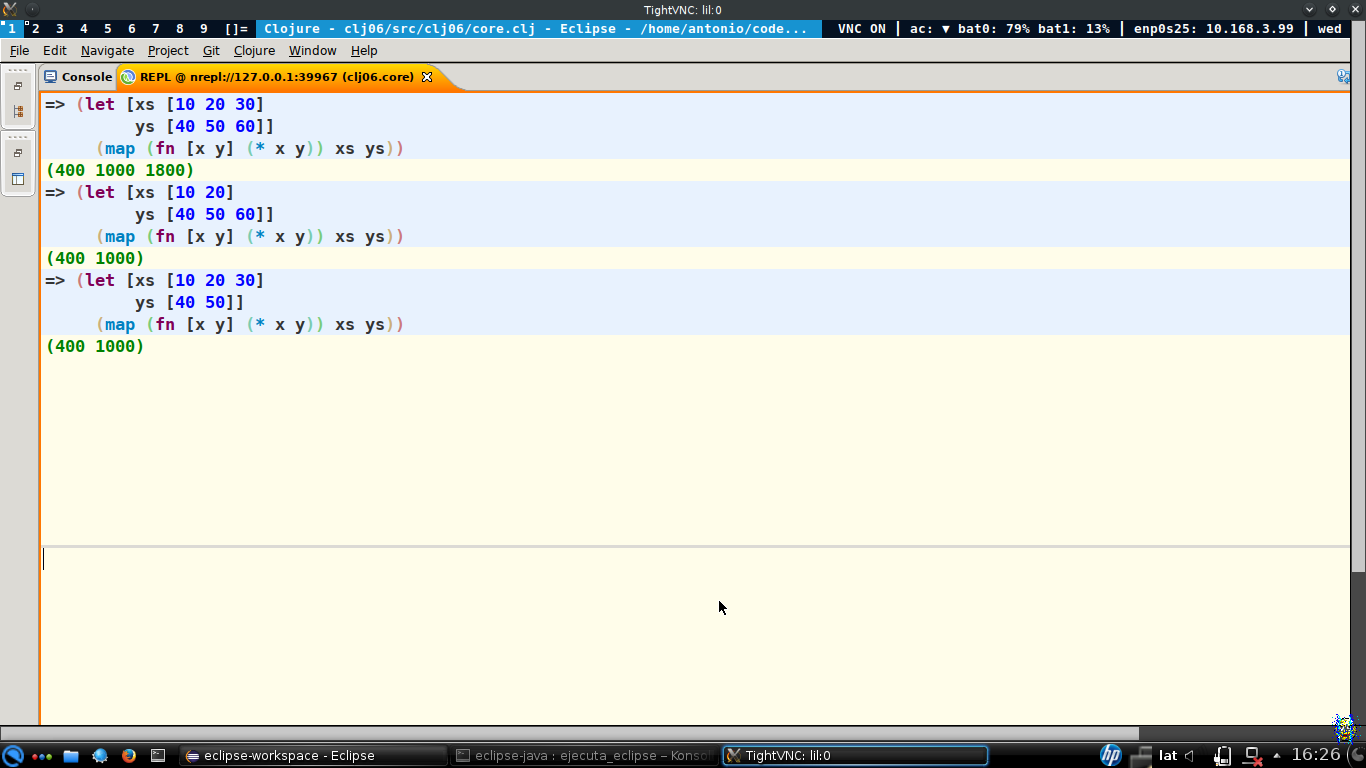 TightVNC: lil:0
1 2 3 4 5 6 7 8 9 []= Clojure - clj06/src/clj06/core.clj - Eclipse - /home/antonio/code... VNC ON | ac: ▼ bat0: 79% bat1: 13% | enp0s25: 10.168.3.99 | wed
File Edit Navigate Project Git Clojure Window Help
Console REPL @ nrepl://127.0.0.1:39967 (clj06.core)
=> (let [xs [10 20 30]
ys [40 50 60]]
(map (fn [x y] (* x y)) xs ys))
(400 1000 1800)
=> (let [xs [10 20]
ys [40 50 60]]
(map (fn [x y] (* x y)) xs ys))
(400 1000)
=> (let [xs [10 20 30]
ys [40 50]]
(map (fn [x y] (* x y)) xs ys))
(400 1000)
eclipse-workspace - Eclipse eclipse-java : ejecuta_eclipse – Konso TightVNC: lil:0 hp lat 16:26